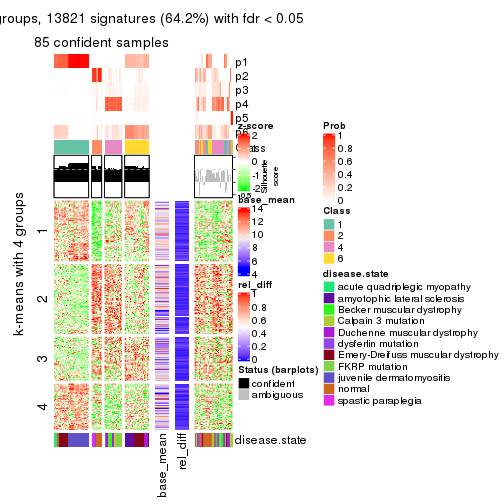 groups, 13821 signatures (64.2%) with fdr < 0.05
85 confident samples
p1
p2
p3
p4
p5
z-score
2
1
0
-1
-2
Silhouette
score
k-means with 4 groups
1
2
3
4
base_mean
14
12
10
8
6
4
rel_diff
1
0.8
0.6
0.4
0.2
0
Status (barplots)
confident
ambiguous
disease.state
base_mean
rel_diff
Prob
1
0.8
0.6
0.4
0.2
0
Class
1
2
4
6
disease.state
acute quadriplegic myopathy
amyotophic lateral sclerosis
Becker muscular dystrophy
Calpain 3 mutation
Duchenne muscular dystrophy
dysferlin mutation
Emery-Dreifuss muscular dystrophy
FKRP mutation
juvenile dermatomyositis
normal
spastic paraplegia